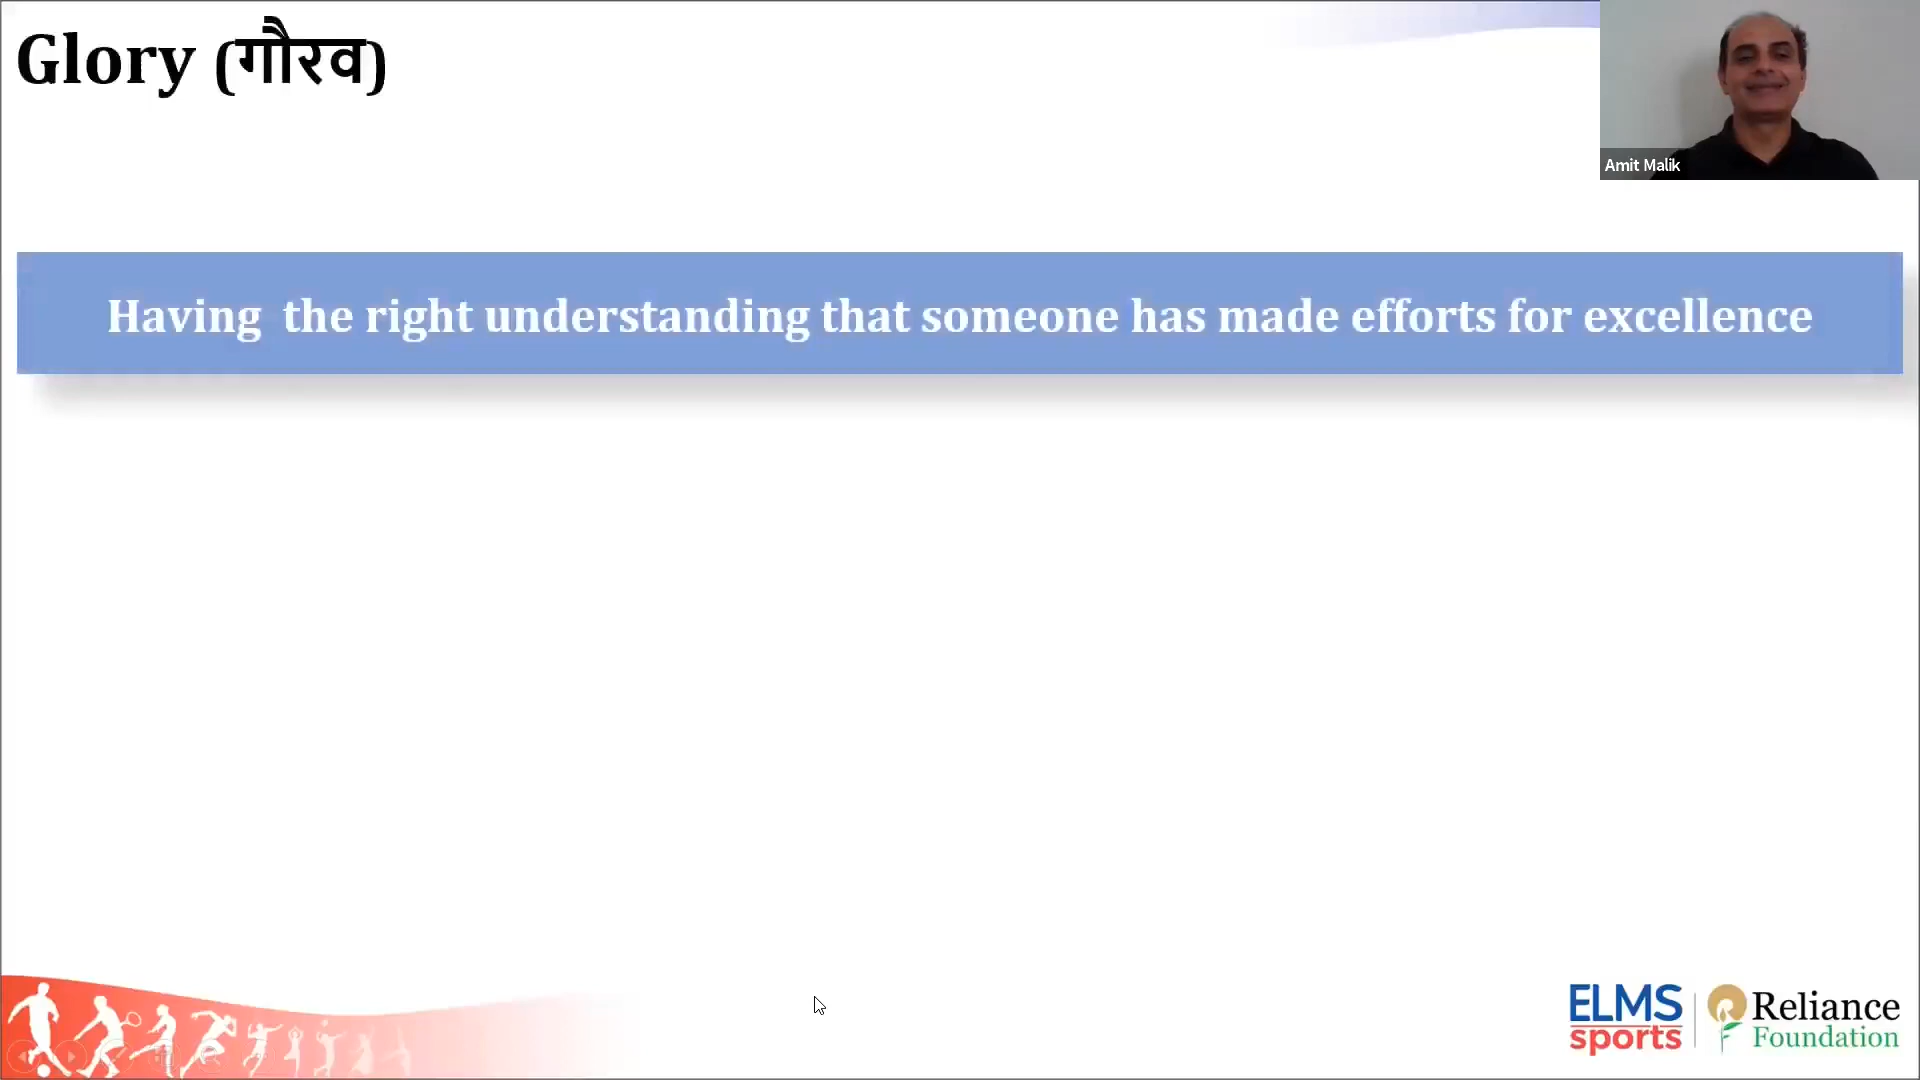 Glory (गौरव)
Amit Malik
Having  the right understanding that someone has made efforts for excellence
ELMS
sports
Reliance
Foundation